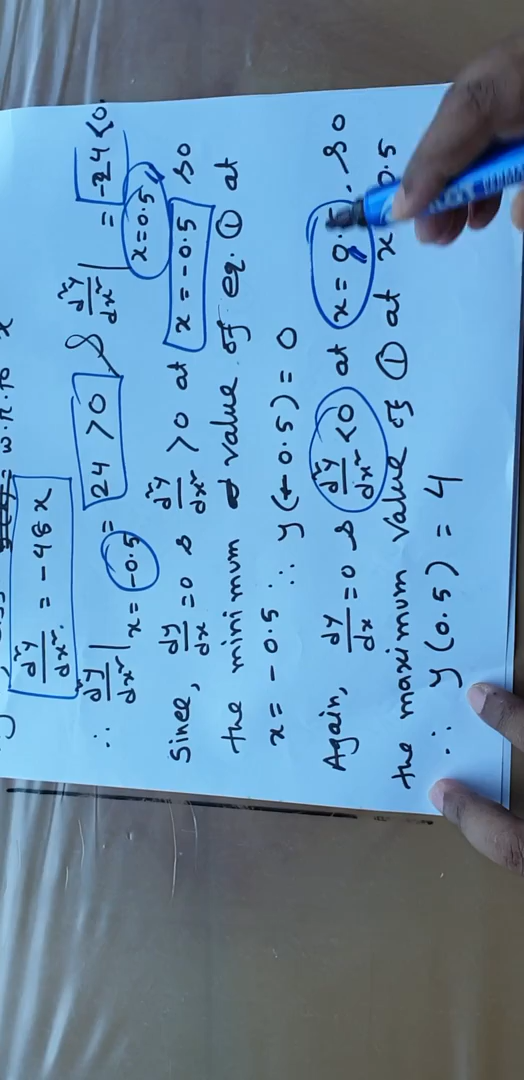 w.r.to x
d²y/dx² = -48x
∴ d²y/dx² | x=-0.5 = 24 >0 & d²y/dx² | x=0.5 = -24 <0.
Since, dy/dx =0 & d²y/dx² >0 at x=-0.5 so
the minimum value of eq. ① at
x = -0.5 ∴ y(-0.5) = 0
Again, dy/dx =0 & d²y/dx² <0 at x = 0.5, so
the maximum value of ① at x 0.5
∴ y(0.5) = 4